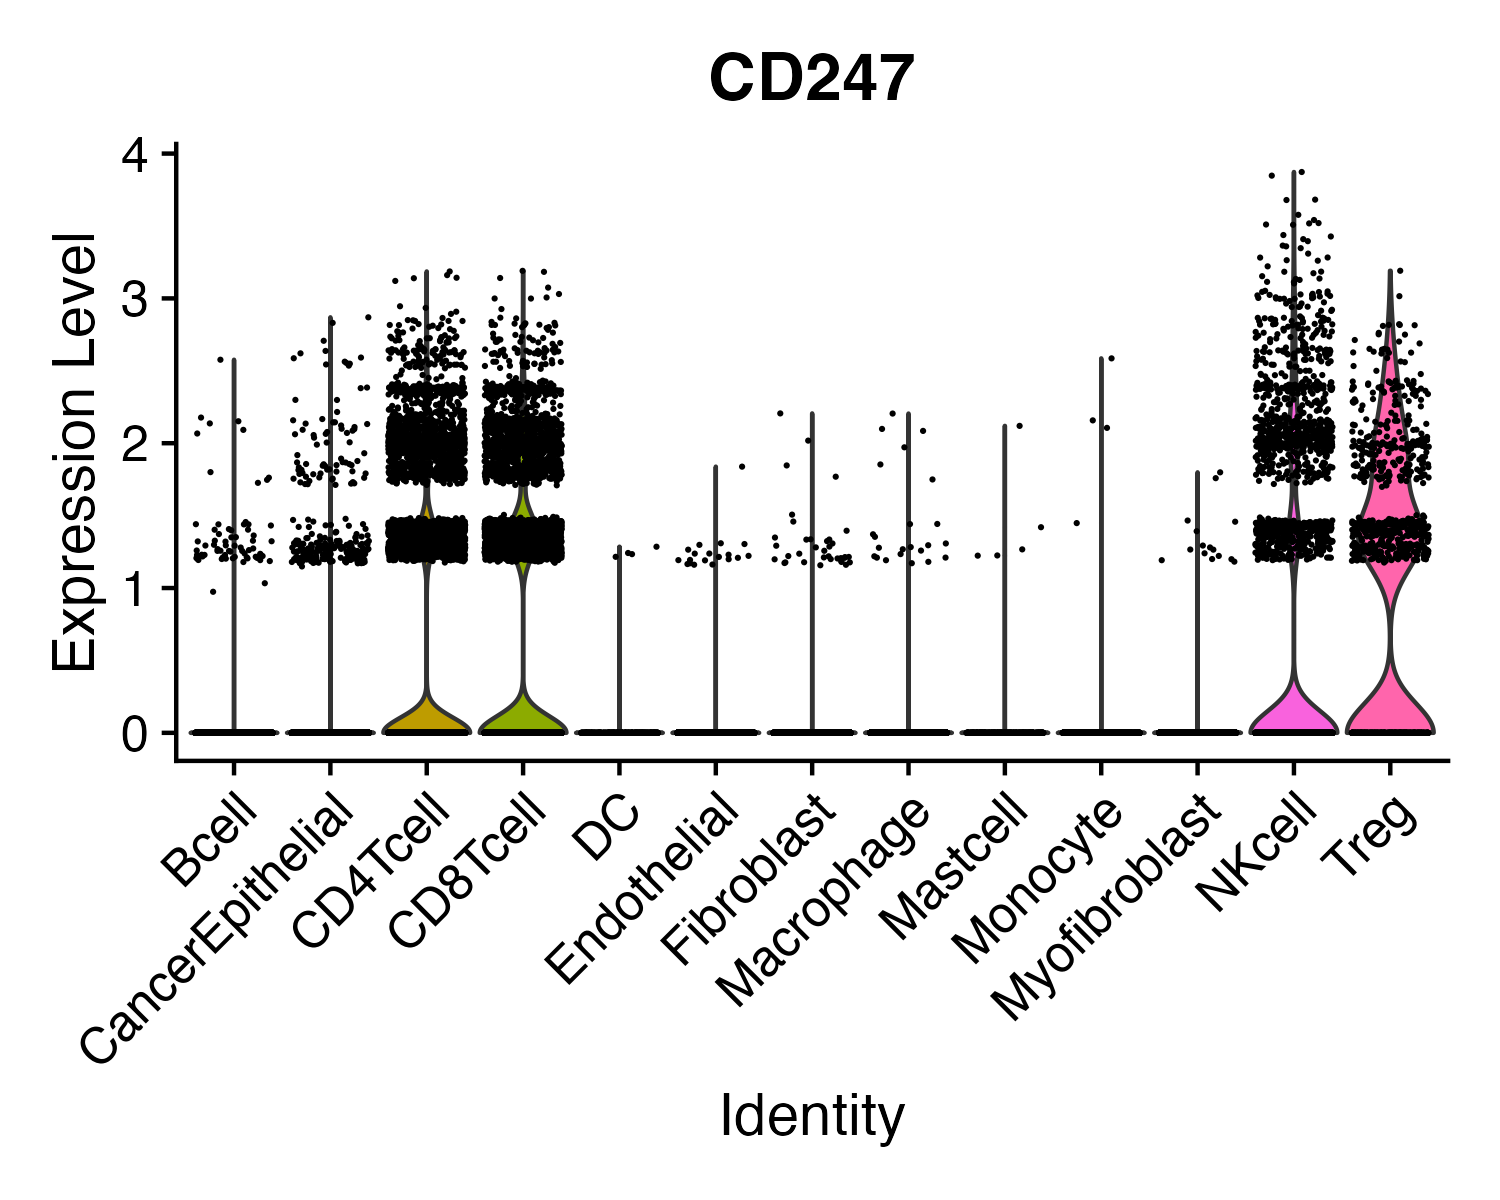 CD247
Expression Level
4
3
2
1
0
Bcell
CancerEpithelial
CD4Tcell
CD8Tcell
DC
Endothelial
Fibroblast
Macrophage
Mastcell
Monocyte
Myofibroblast
NKcell
Treg
Identity